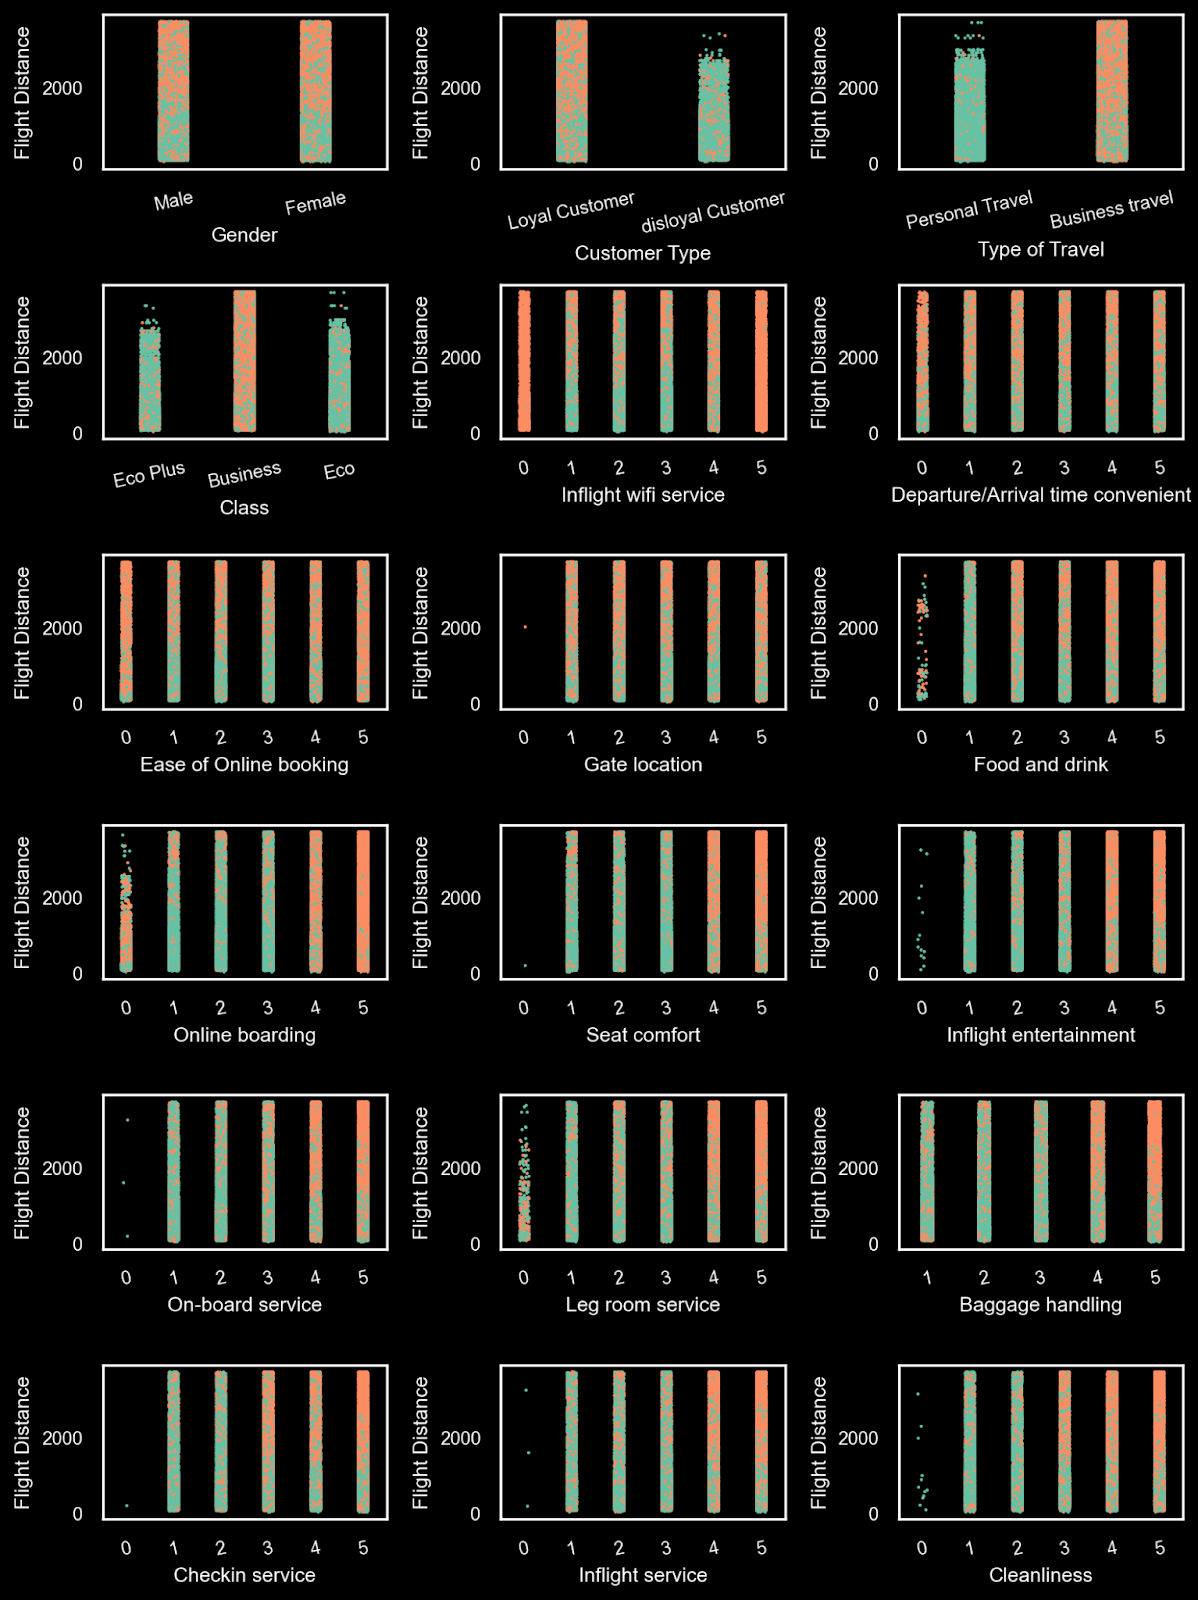 Flight Distance
2000
0
Male
Female
Gender
Flight Distance
2000
0
Loyal Customer
disloyal Customer
Customer Type
Flight Distance
2000
0
Personal Travel
Business travel
Type of Travel
Flight Distance
2000
0
Eco Plus
Business
Eco
Class
Flight Distance
2000
0
0 1 2 3 4 5
Inflight wifi service
Flight Distance
2000
0
0 1 2 3 4 5
Departure/Arrival time convenient
Flight Distance
2000
0
0 1 2 3 4 5
Ease of Online booking
Flight Distance
2000
0
0 1 2 3 4 5
Gate location
Flight Distance
2000
0
0 1 2 3 4 5
Food and drink
Flight Distance
2000
0
0 1 2 3 4 5
Online boarding
Flight Distance
2000
0
0 1 2 3 4 5
Seat comfort
Flight Distance
2000
0
0 1 2 3 4 5
Inflight entertainment
Flight Distance
2000
0
0 1 2 3 4 5
On-board service
Flight Distance
2000
0
0 1 2 3 4 5
Leg room service
Flight Distance
2000
0
1 2 3 4 5
Baggage handling
Flight Distance
2000
0
0 1 2 3 4 5
Checkin service
Flight Distance
2000
0
0 1 2 3 4 5
Inflight service
Flight Distance
2000
0
0 1 2 3 4 5
Cleanliness